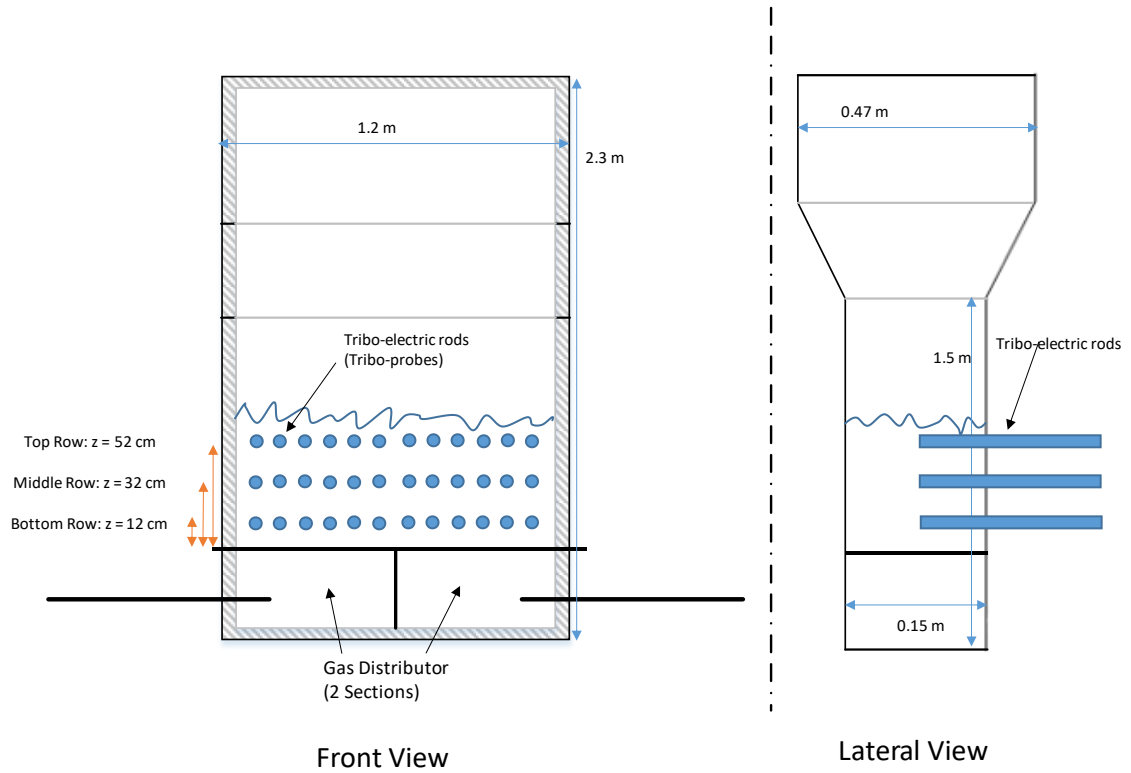 1.2 m
2.3 m
Tribo-electric rods
(Tribo-probes)
Top Row: z = 52 cm
Middle Row: z = 32 cm
Bottom Row: z = 12 cm
Gas Distributor
(2 Sections)
Front View
0.47 m
Tribo-electric rods
1.5 m
0.15 m
Lateral View